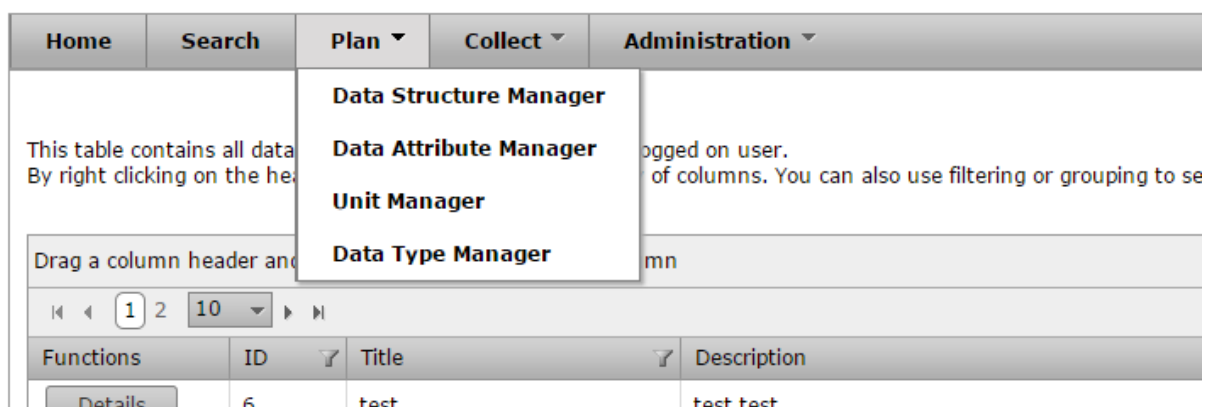 Home Search Plan Collect Administration
Data Structure Manager
This table contains all data ogged on user.
Data Attribute Manager
By right clicking on the hea of columns. You can also use filtering or grouping to se
Unit Manager
Drag a column header and mn
Data Type Manager
1 2 10
Functions ID Title Description
Details 6 test test test